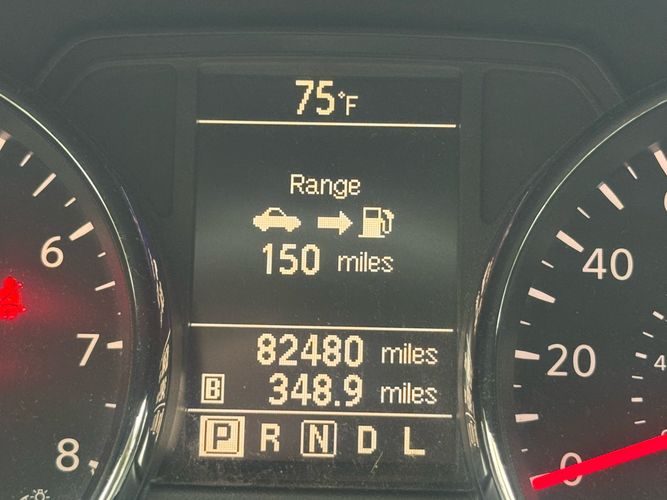 75°F
Range
150 miles
82480 miles
B 348.9 miles
P R N D L
6
7
8
40
20
0